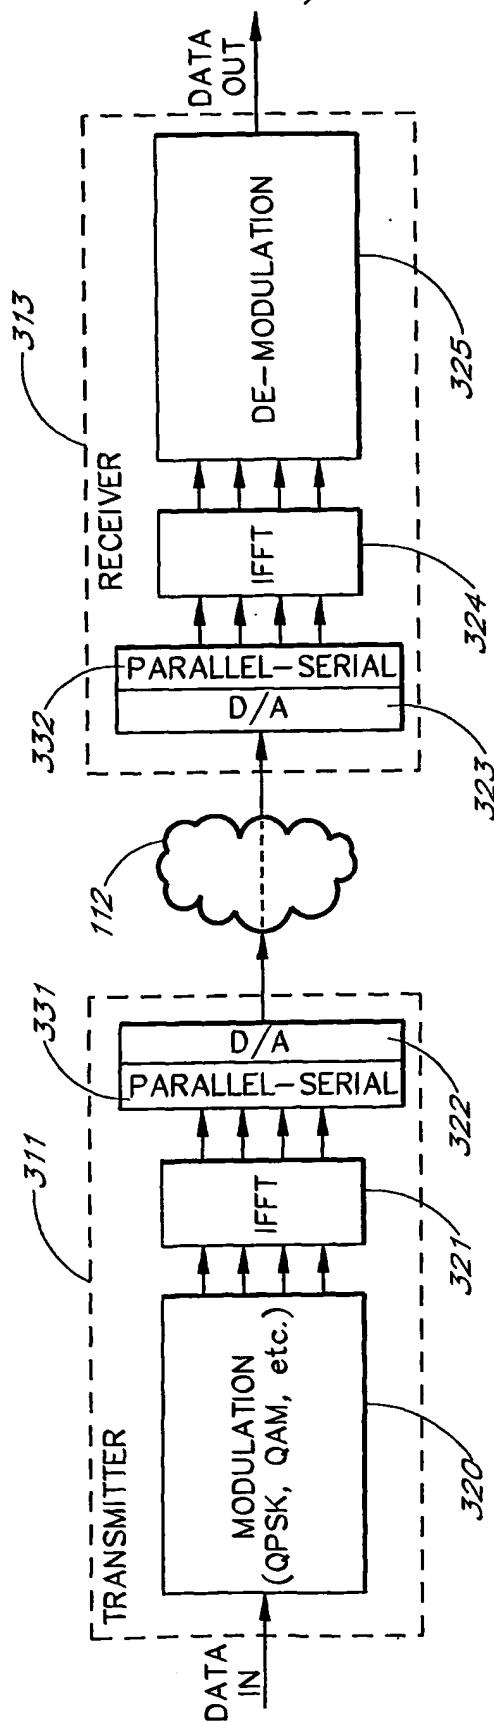 DATA
IN
TRANSMITTER
311
MODULATION
(QPSK, QAM, etc.)
320
IFFT
321
331
PARALLEL-SERIAL
D/A
322
112
RECEIVER
313
332
PARALLEL-SERIAL
D/A
323
IFFT
324
DE-MODULATION
325
DATA
OUT